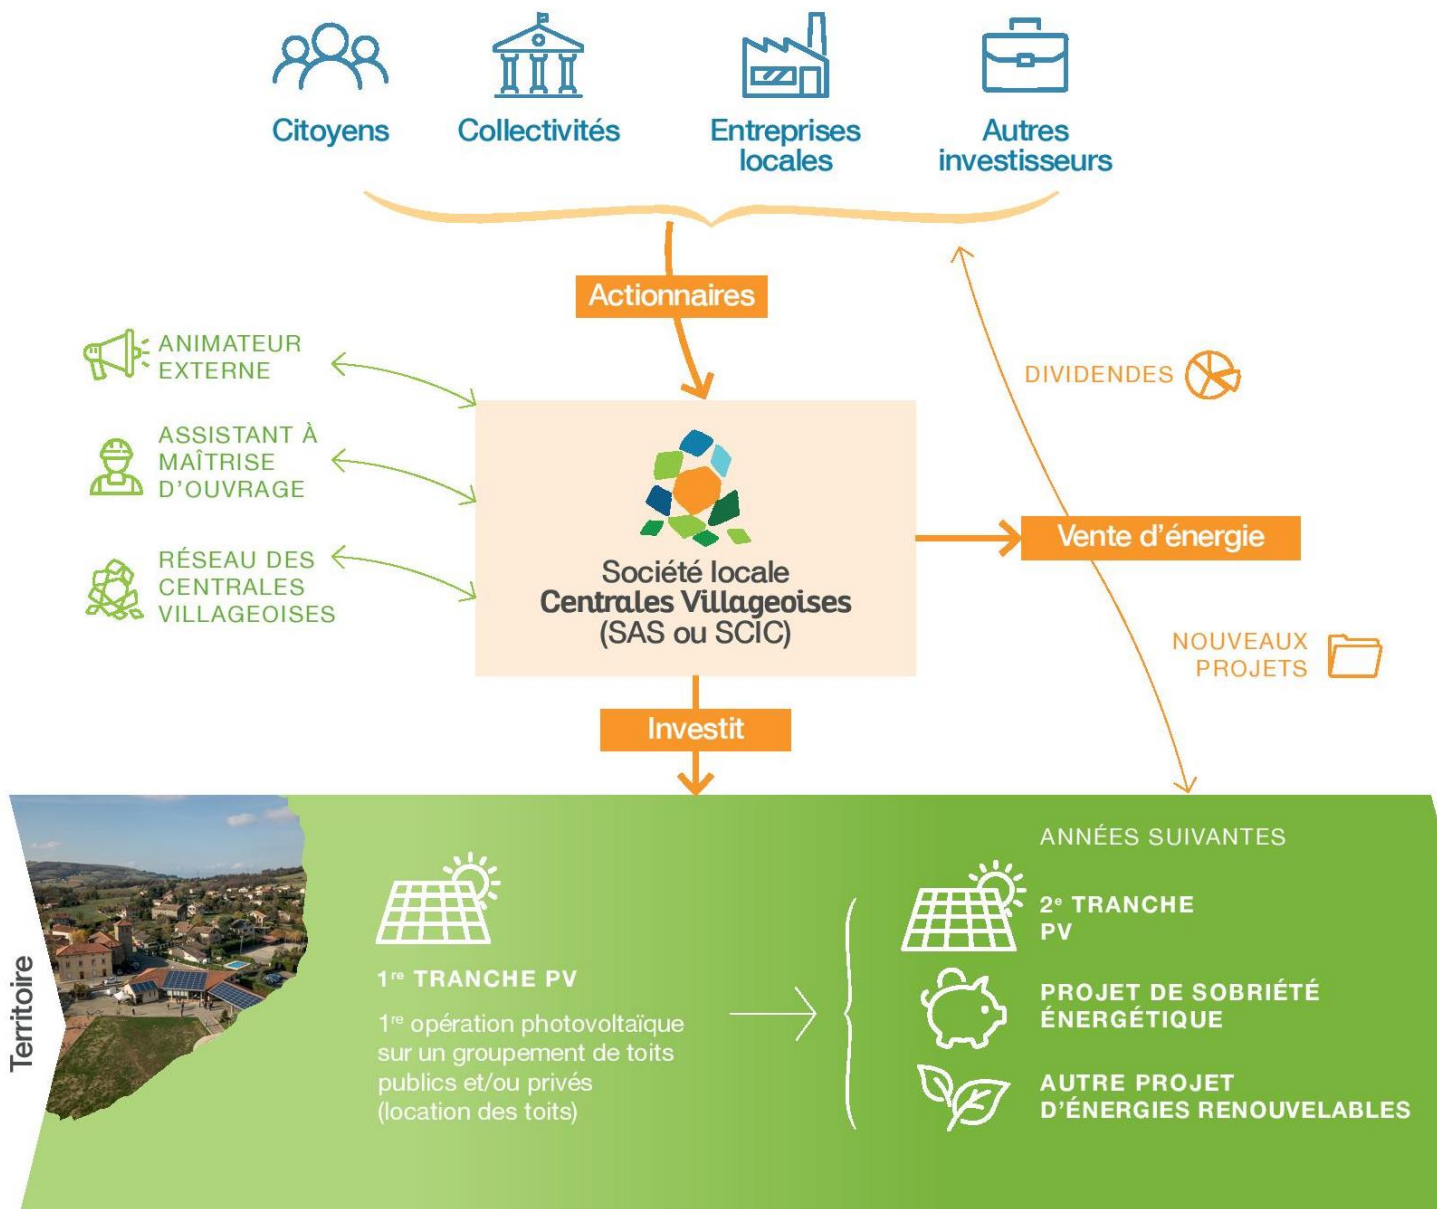 Citoyens
Collectivités
Entreprises
locales
Autres
investisseurs
Actionnaires
ANIMATEUR
EXTERNE
ASSISTANT À
MAÎTRISE
D'OUVRAGE
RÉSEAU DES
CENTRALES
VILLAGEOISES
Société locale
Centrales Villageoises
(SAS ou SCIC)
DIVIDENDES
Vente d'énergie
NOUVEAUX
PROJETS
Investit
Territoire
1re TRANCHE PV
1re opération photovoltaïque
sur un groupement de toits
publics et/ou privés
(location des toits)
ANNÉES SUIVANTES
2e TRANCHE
PV
PROJET DE SOBRIÉTÉ
ÉNERGÉTIQUE
AUTRE PROJET
D'ÉNERGIES RENOUVELABLES